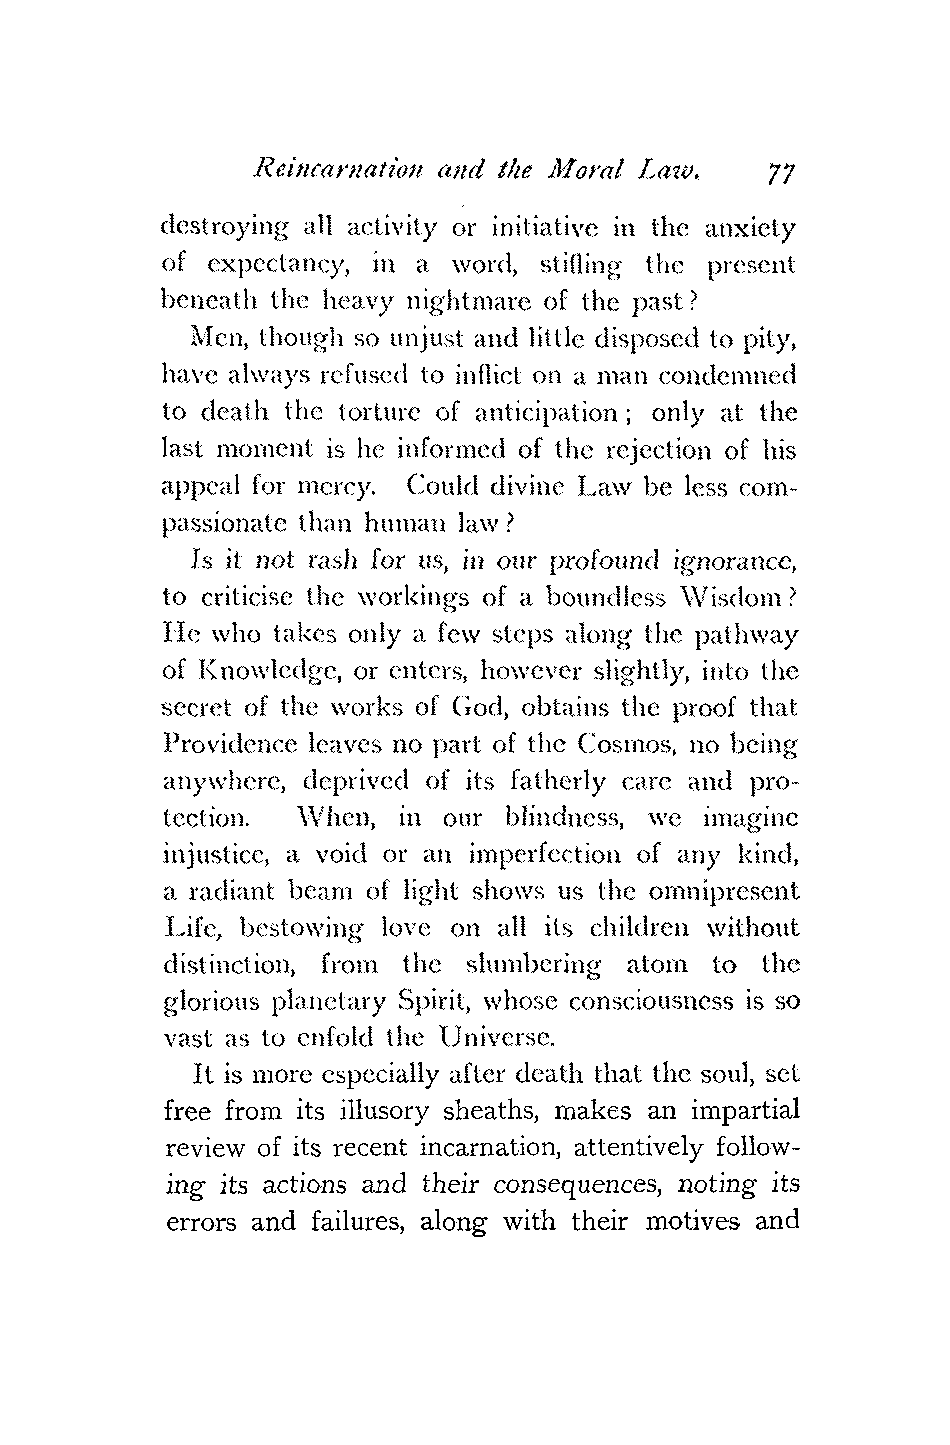 Reincarnation and the Moral Law. 77
destroying all activity or initiative in the anxiety
of expectancy, in a word, stifling the present
beneath the heavy nightmare of the past?
Men, though so unjust and little disposed to pity,
have always refused to inflict on a man condemned
to death the torture of anticipation; only at the
last moment is he informed of the rejection of his
appeal for mercy. Could divine Law be less com-
passionate than human law?
Is it not rash for us, in our profound ignorance,
to criticise the workings of a boundless Wisdom?
He who takes only a few steps along the pathway
of Knowledge, or enters, however slightly, into the
secret of the works of God, obtains the proof that
Providence leaves no part of the Cosmos, no being
anywhere, deprived of its fatherly care and pro-
tection. When, in our blindness, we imagine
injustice, a void or an imperfection of any kind,
a radiant beam of light shows us the omnipresent
Life, bestowing love on all its children without
distinction, from the slumbering atom to the
glorious planetary Spirit, whose consciousness is so
vast as to enfold the Universe.
It is more especially after death that the soul, set
free from its illusory sheaths, makes an impartial
review of its recent incarnation, attentively follow-
ing its actions and their consequences, noting its
errors and failures, along with their motives and